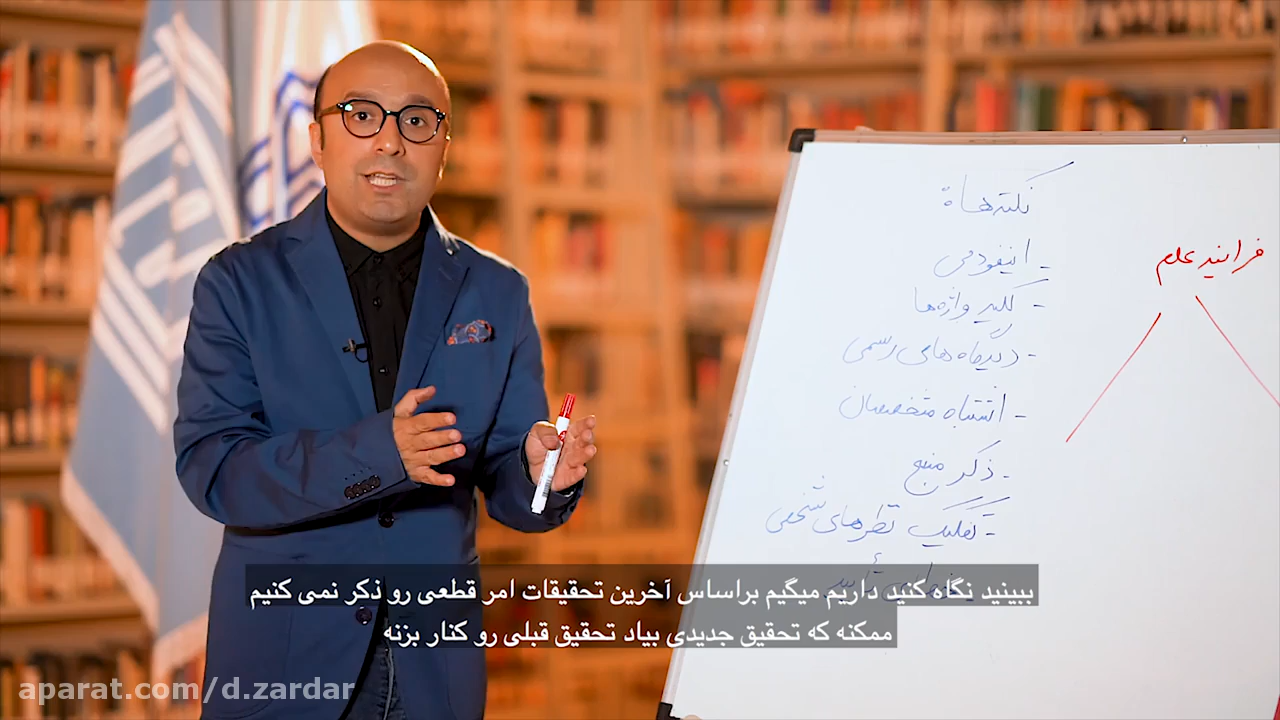 نکته‌ها:
- اینفودمی
- کلید واژه‌ها
- دیدگاه‌های رسمی
- اشتباه متخصصان
- ذکر منبع
- تفکیک نظرهای شخصی
فرایند علم
ببینید نگاه کنید داریم میگیم براساس آخرین تحقیقات امر قطعی رو ذکر نمی کنیم
ممکنه که تحقیق جدیدی بیاد تحقیق قبلی رو کنار بزنه
aparat.com/d.zardar